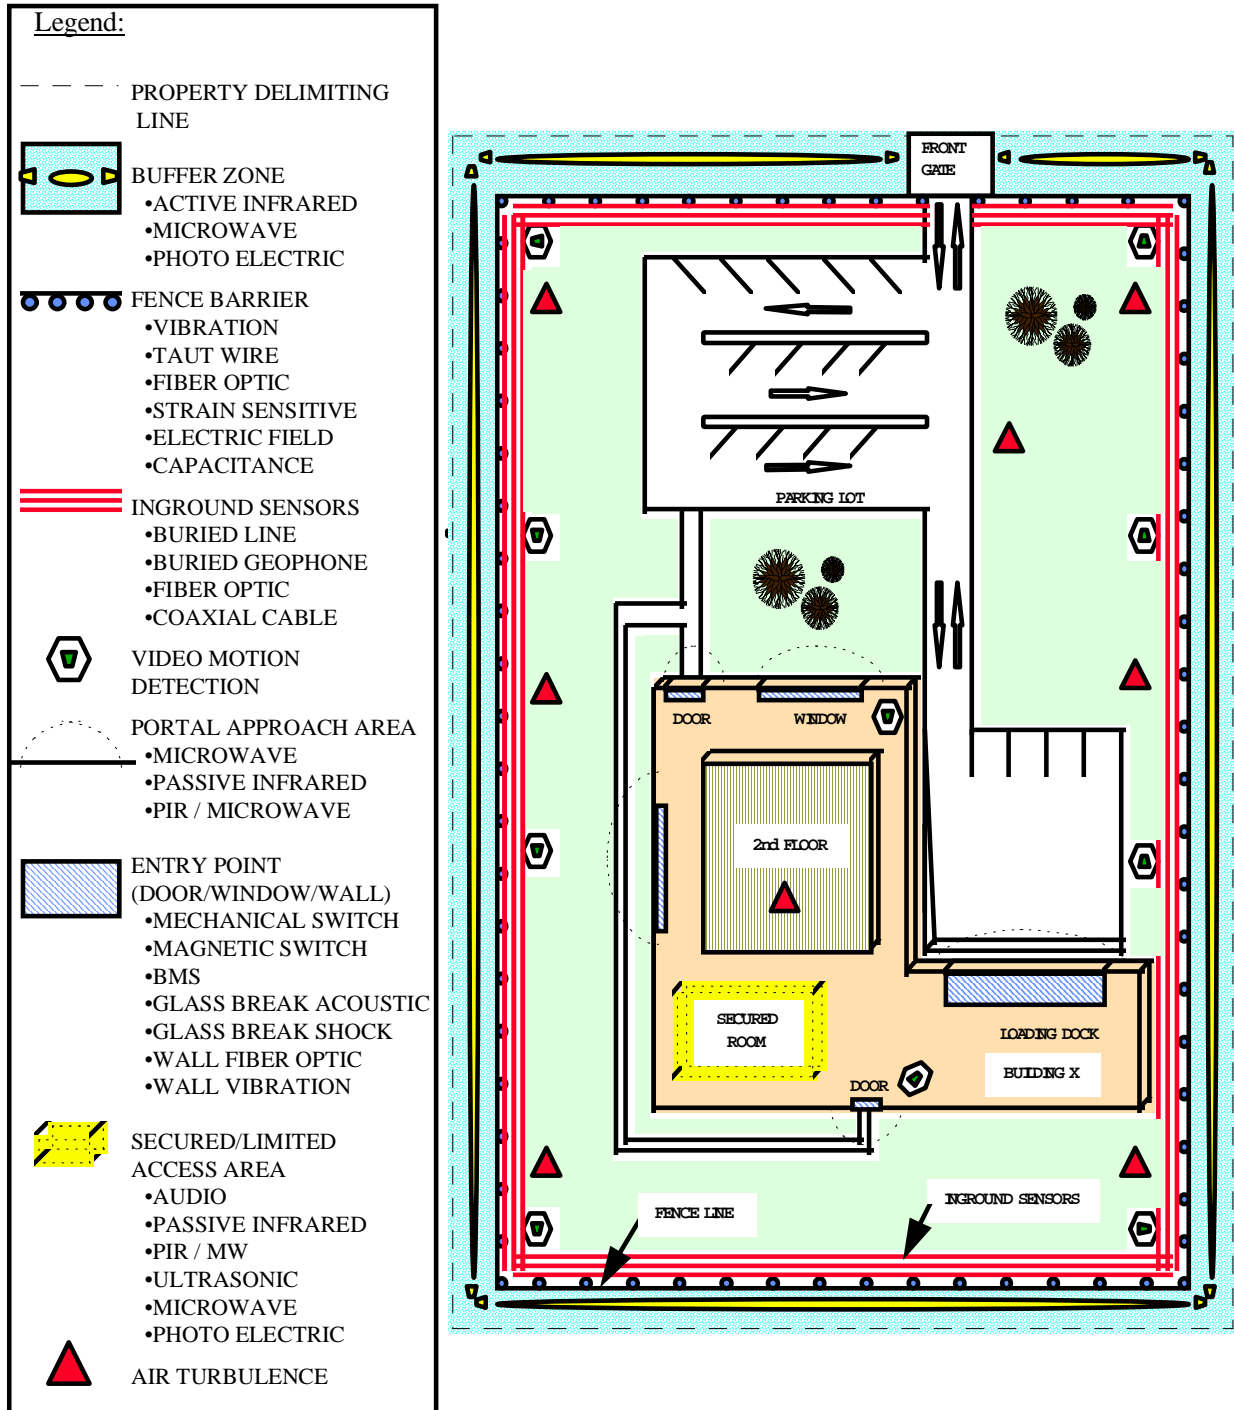 Legend:
PROPERTY DELIMITING
LINE
BUFFER ZONE
•ACTIVE INFRARED
•MICROWAVE
•PHOTO ELECTRIC
FENCE BARRIER
•VIBRATION
•TAUT WIRE
•FIBER OPTIC
•STRAIN SENSITIVE
•ELECTRIC FIELD
•CAPACITANCE
INGROUND SENSORS
•BURIED LINE
•BURIED GEOPHONE
•FIBER OPTIC
•COAXIAL CABLE
VIDEO MOTION
DETECTION
PORTAL APPROACH AREA
•MICROWAVE
•PASSIVE INFRARED
•PIR / MICROWAVE
ENTRY POINT
(DOOR/WINDOW/WALL)
•MECHANICAL SWITCH
•MAGNETIC SWITCH
•BMS
•GLASS BREAK ACOUSTIC
•GLASS BREAK SHOCK
•WALL FIBER OPTIC
•WALL VIBRATION
SECURED/LIMITED
ACCESS AREA
•AUDIO
•PASSIVE INFRARED
•PIR / MW
•ULTRASONIC
•MICROWAVE
•PHOTO ELECTRIC
AIR TURBULENCE
FRONT
GATE
PARKING LOT
DOOR
WINDOW
2nd FLOOR
SECURED
ROOM
LOADING DOCK
BUILDING X
DOOR
FENCE LINE
INGROUND SENSORS